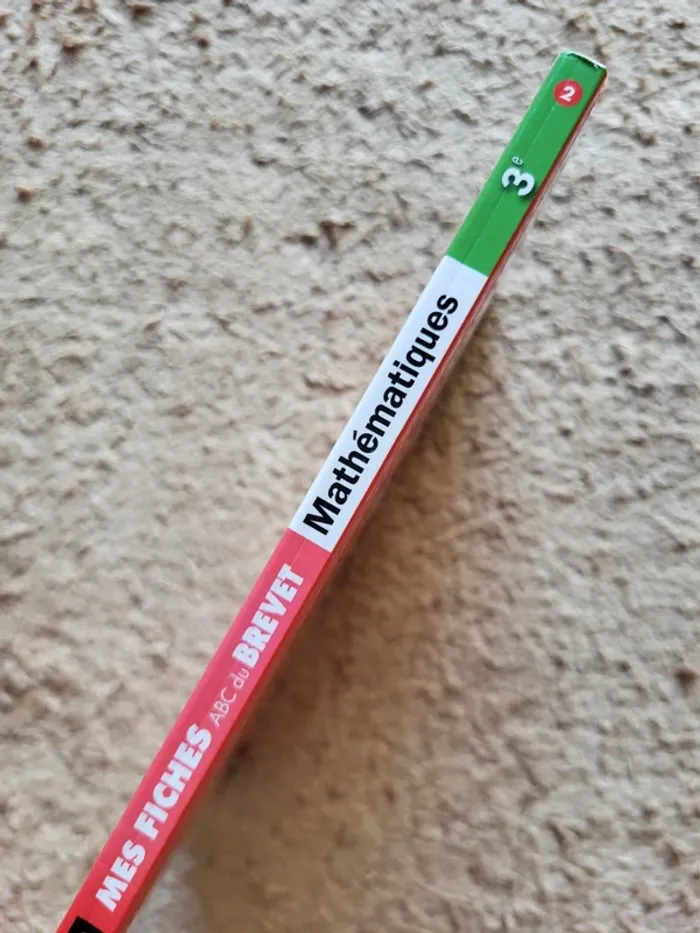 MES FICHES ABC du BREVET
Mathématiques
3e
2